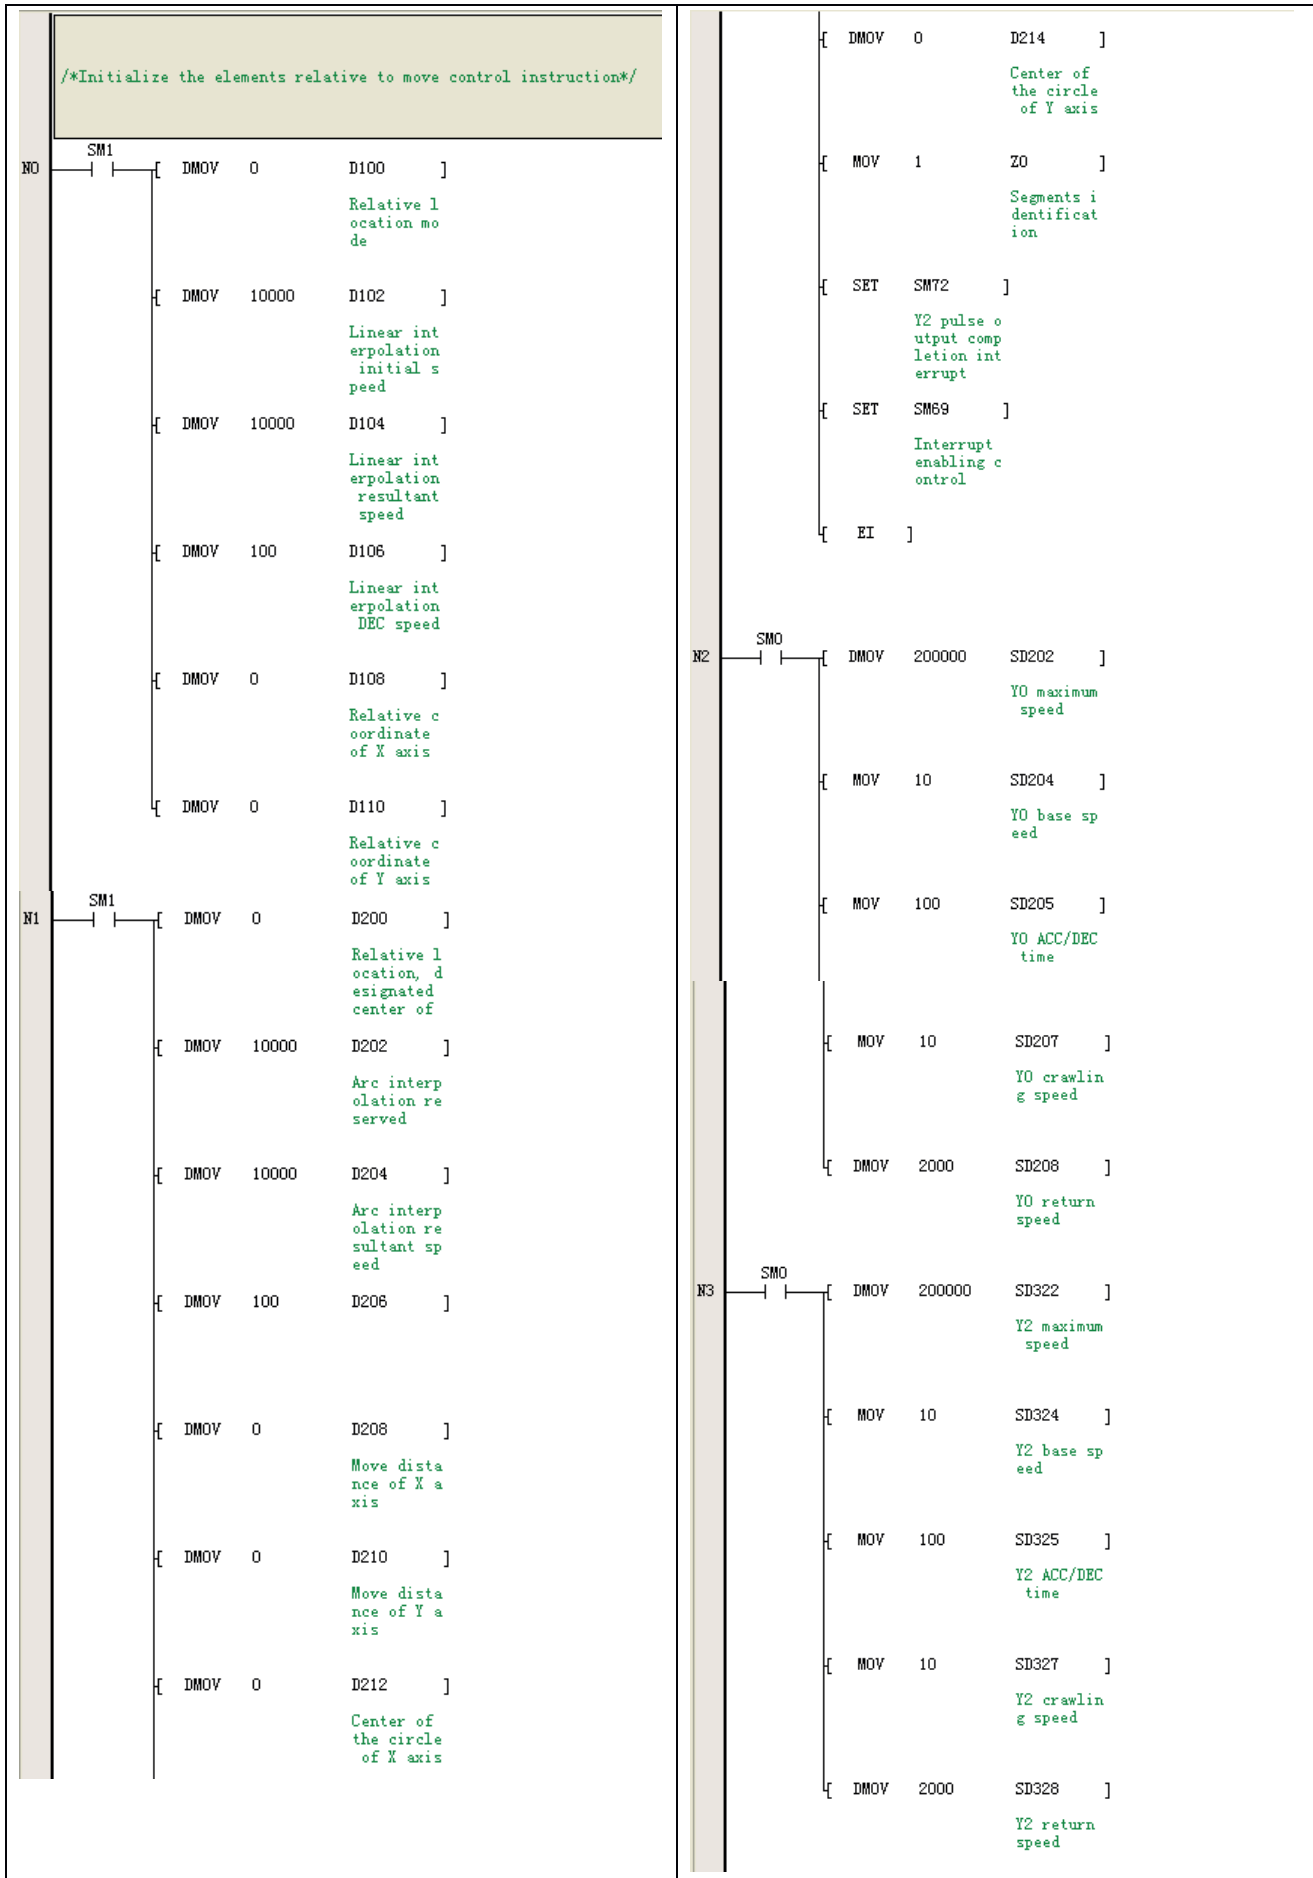 /*Initialize the elements relative to move control instruction*/
SM1
N0 [ DMOV 0 D100 ]
Relative l
ocation mo
de
[ DMOV 10000 D102 ]
Linear int
erpolation
initial s
peed
[ DMOV 10000 D104 ]
Linear int
erpolation
resultant
speed
[ DMOV 100 D106 ]
Linear int
erpolation
DEC speed
[ DMOV 0 D108 ]
Relative c
oordinate
of X axis
[ DMOV 0 D110 ]
Relative c
oordinate
of Y axis
SM1
N1 [ DMOV 0 D200 ]
Relative l
ocation, d
esignated
center of
[ DMOV 10000 D202 ]
Arc interp
olation re
served
[ DMOV 10000 D204 ]
Arc interp
olation re
sultant sp
eed
[ DMOV 100 D206 ]
[ DMOV 0 D208 ]
Move dista
nce of X a
xis
[ DMOV 0 D210 ]
Move dista
nce of Y a
xis
[ DMOV 0 D212 ]
Center of
the circle
of X axis
[ DMOV 0 D214 ]
Center of
the circle
of Y axis
[ MOV 1 Z0 ]
Segments i
dentificat
ion
[ SET SM72 ]
Y2 pulse o
utput comp
letion int
errupt
[ SET SM69 ]
Interrupt
enabling c
ontrol
[ EI ]
SM0
N2 [ DMOV 200000 SD202 ]
Y0 maximum
speed
[ MOV 10 SD204 ]
Y0 base sp
eed
[ MOV 100 SD205 ]
Y0 ACC/DEC
time
[ MOV 10 SD207 ]
Y0 crawlin
g speed
[ DMOV 2000 SD208 ]
Y0 return
speed
SM0
N3 [ DMOV 200000 SD322 ]
Y2 maximum
speed
[ MOV 10 SD324 ]
Y2 base sp
eed
[ MOV 100 SD325 ]
Y2 ACC/DEC
time
[ MOV 10 SD327 ]
Y2 crawlin
g speed
[ DMOV 2000 SD328 ]
Y2 return
speed